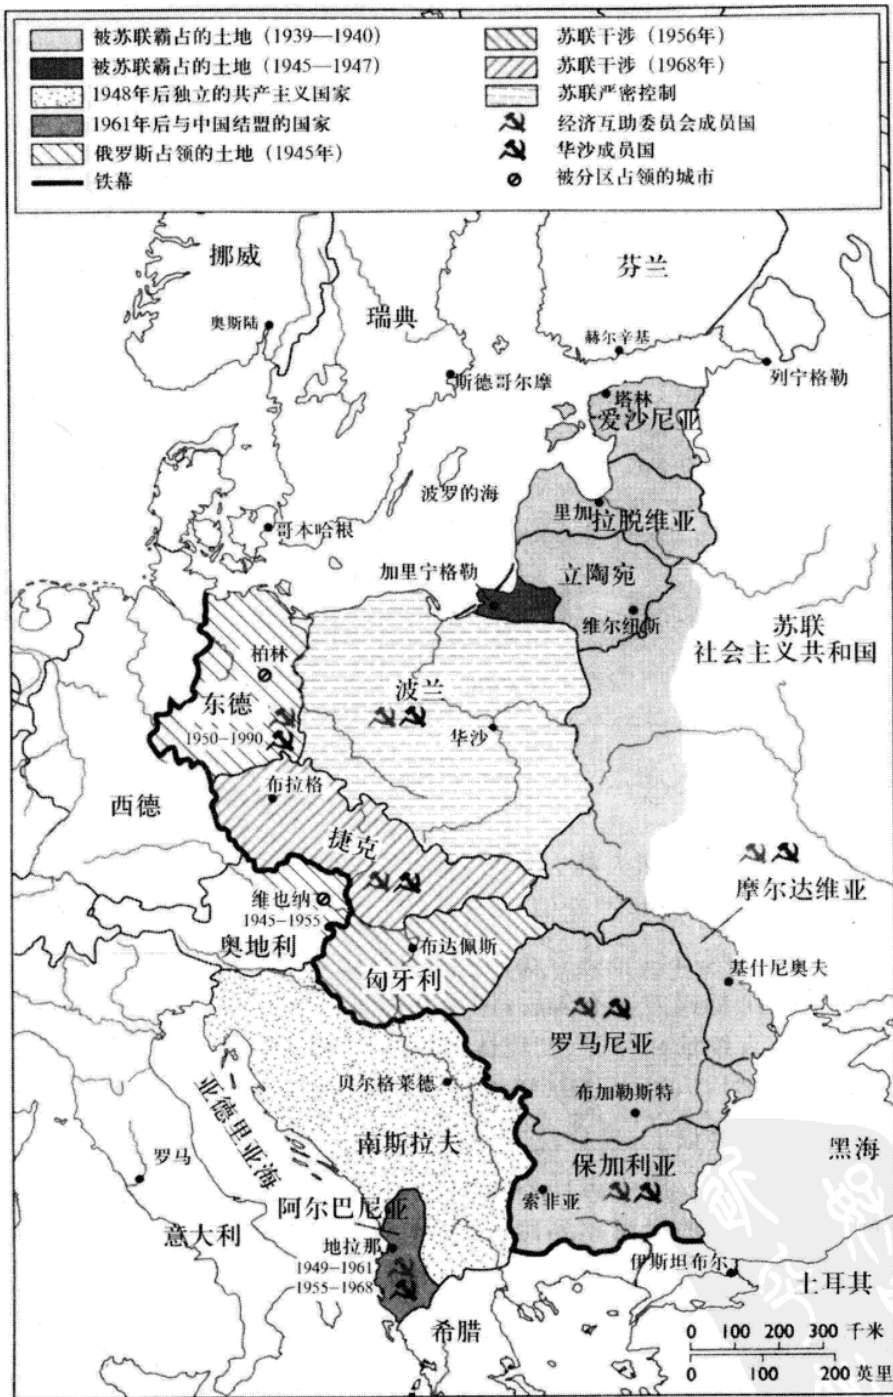 被苏联霸占的土地（1939—1940）
被苏联霸占的土地（1945—1947）
1948年后独立的共产主义国家
1961年后与中国结盟的国家
俄罗斯占领的土地（1945年）
铁幕
苏联干涉（1956年）
苏联干涉（1968年）
苏联严密控制
经济互助委员会成员国
华沙成员国
被分区占领的城市
挪威
芬兰
瑞典
奥斯陆
赫尔辛基
列宁格勒
斯德哥尔摩
塔林
爱沙尼亚
波罗的海
里加
拉脱维亚
哥本哈根
加里宁格勒
立陶宛
维尔纽斯
苏联
社会主义共和国
柏林
东德
1950–1990
波兰
华沙
布拉格
西德
捷克
维也纳
1945–1955
奥地利
布达佩斯
匈牙利
摩尔达维亚
基什尼奥夫
罗马尼亚
贝尔格莱德
布加勒斯特
亚德里亚海
南斯拉夫
罗马
保加利亚
黑海
索非亚
阿尔巴尼亚
意大利
地拉那
1949–1961
1955–1968
伊斯坦布尔
土耳其
希腊
0 100 200 300 千米
0 100 200 英里